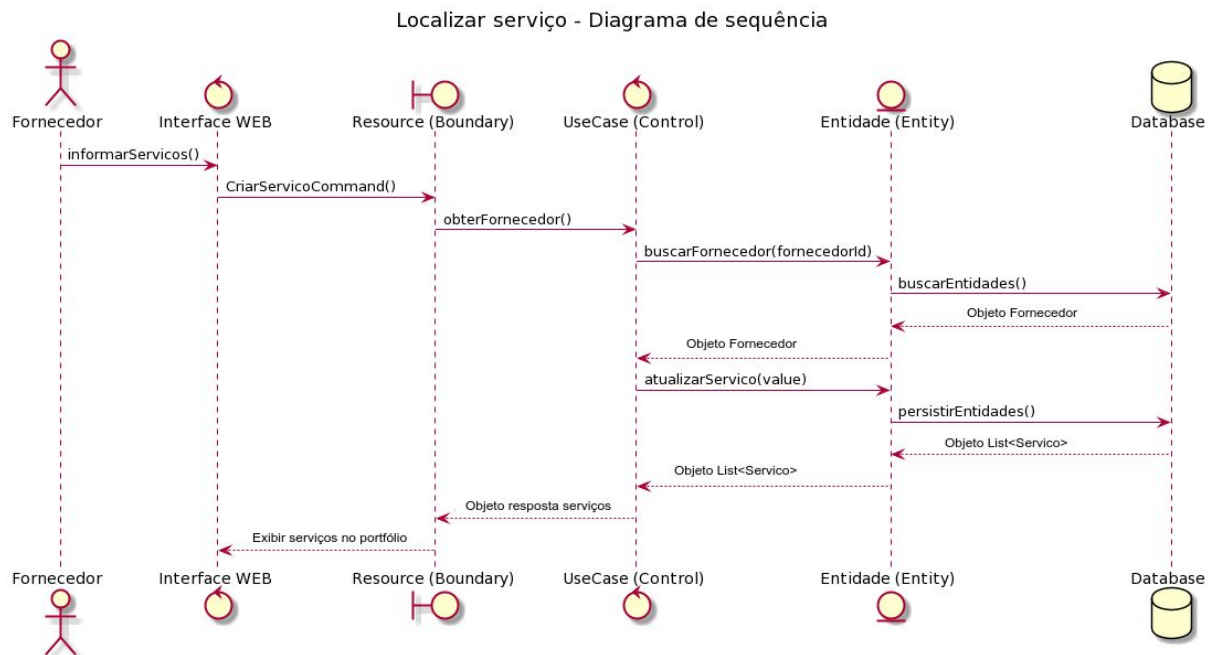 Localizar serviço - Diagrama de sequência
Fornecedor
Interface WEB
Resource (Boundary)
UseCase (Control)
Entidade (Entity)
Database
informarServicos()
CriarServicoCommand()
obterFornecedor()
buscarFornecedor(fornecedorId)
buscarEntidades()
Objeto Fornecedor
Objeto Fornecedor
atualizarServico(value)
persistirEntidades()
Objeto List<Servico>
Objeto List<Servico>
Objeto resposta serviços
Exibir serviços no portfólio
Fornecedor
Interface WEB
Resource (Boundary)
UseCase (Control)
Entidade (Entity)
Database